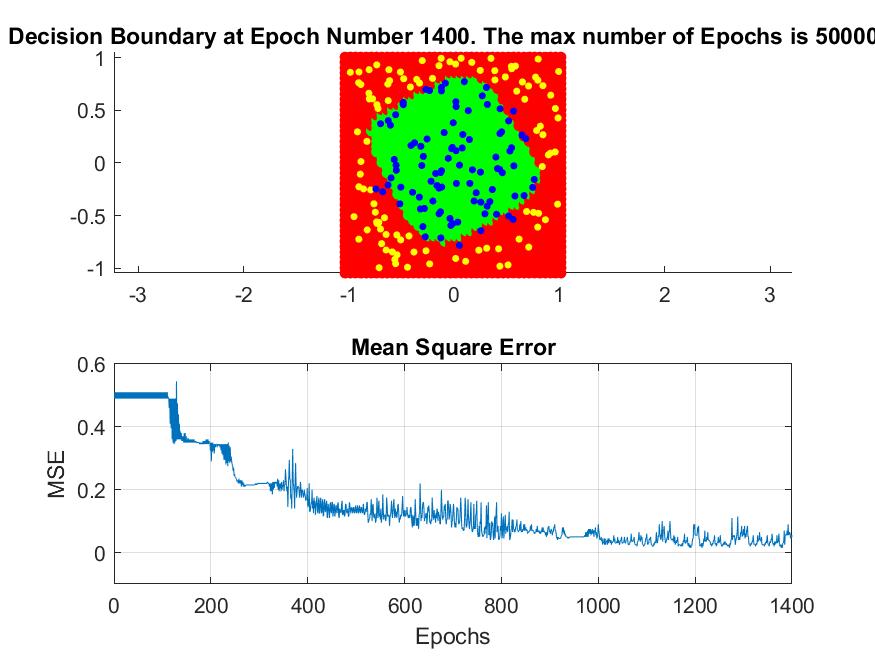 Decision Boundary at Epoch Number 1400. The max number of Epochs is 50000
1
0.5
0
-0.5
-1
-3 -2 -1 0 1 2 3
Mean Square Error
0.6
0.4
0.2
0
MSE
0 200 400 600 800 1000 1200 1400
Epochs